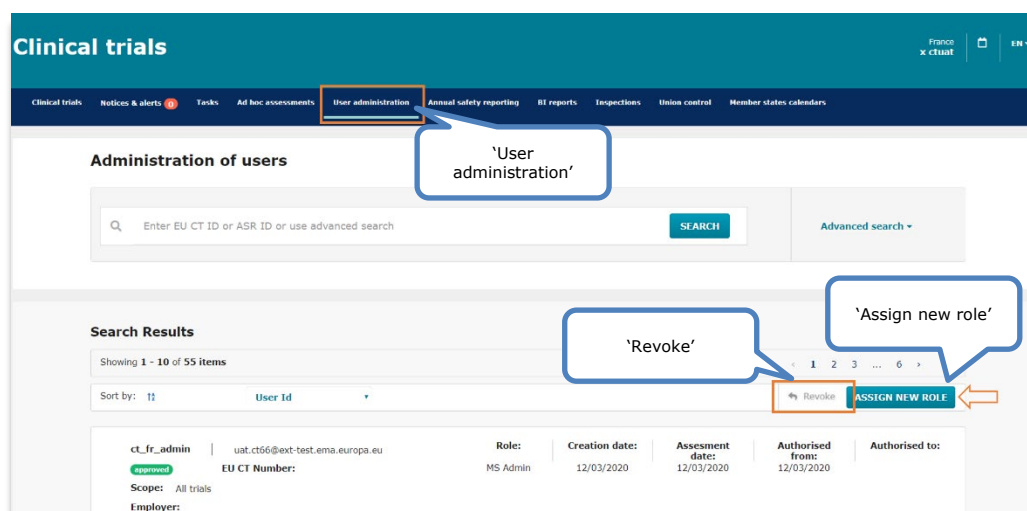 Clinical trials
France
x ctuat
EN
Clinical trials Notices & alerts 0 Tasks Ad hoc assessments User administration Annual safety reporting BI reports Inspections Union control Member states calendars
Administration of users
‘User
administration’
Enter EU CT ID or ASR ID or use advanced search SEARCH Advanced search
‘Assign new role’
‘Revoke’
Search Results
Showing 1 - 10 of 55 items ‹ 1 2 3 ... 6 ›
Sort by: User Id Revoke ASSIGN NEW ROLE
ct_fr_admin | uat.ct66@ext-test.ema.europa.eu Role: Creation date: Assesment date: Authorised from: Authorised to:
approved EU CT Number: MS Admin 12/03/2020 12/03/2020 12/03/2020
Scope: All trials
Employer: